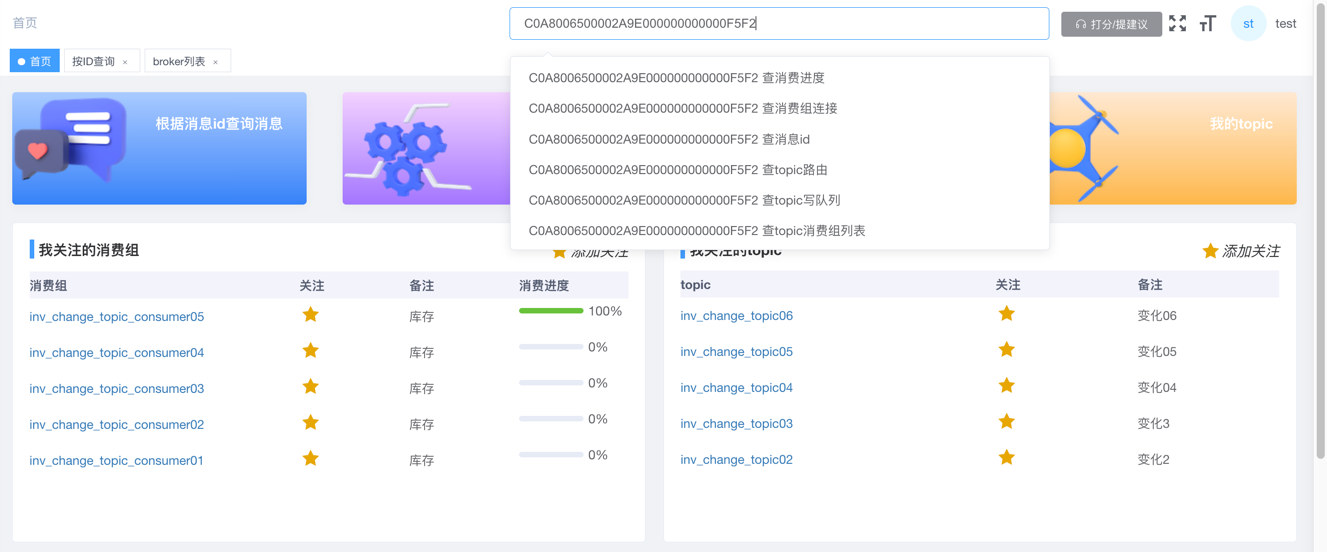 首页
C0A8006500002A9E000000000000F5F2
打分/提建议
st
test
首页
按ID查询 ×
broker列表 ×
C0A8006500002A9E000000000000F5F2 查消费进度
C0A8006500002A9E000000000000F5F2 查消费组连接
C0A8006500002A9E000000000000F5F2 查消息id
C0A8006500002A9E000000000000F5F2 查topic路由
C0A8006500002A9E000000000000F5F2 查topic写队列
C0A8006500002A9E000000000000F5F2 查topic消费组列表
根据消息id查询消息
我的topic
我关注的消费组
添加关注
消费组 关注 备注 消费进度
inv_change_topic_consumer05 库存 100%
inv_change_topic_consumer04 库存 0%
inv_change_topic_consumer03 库存 0%
inv_change_topic_consumer02 库存 0%
inv_change_topic_consumer01 库存 0%
我关注的topic
添加关注
topic 关注 备注
inv_change_topic06 变化06
inv_change_topic05 变化05
inv_change_topic04 变化04
inv_change_topic03 变化3
inv_change_topic02 变化2